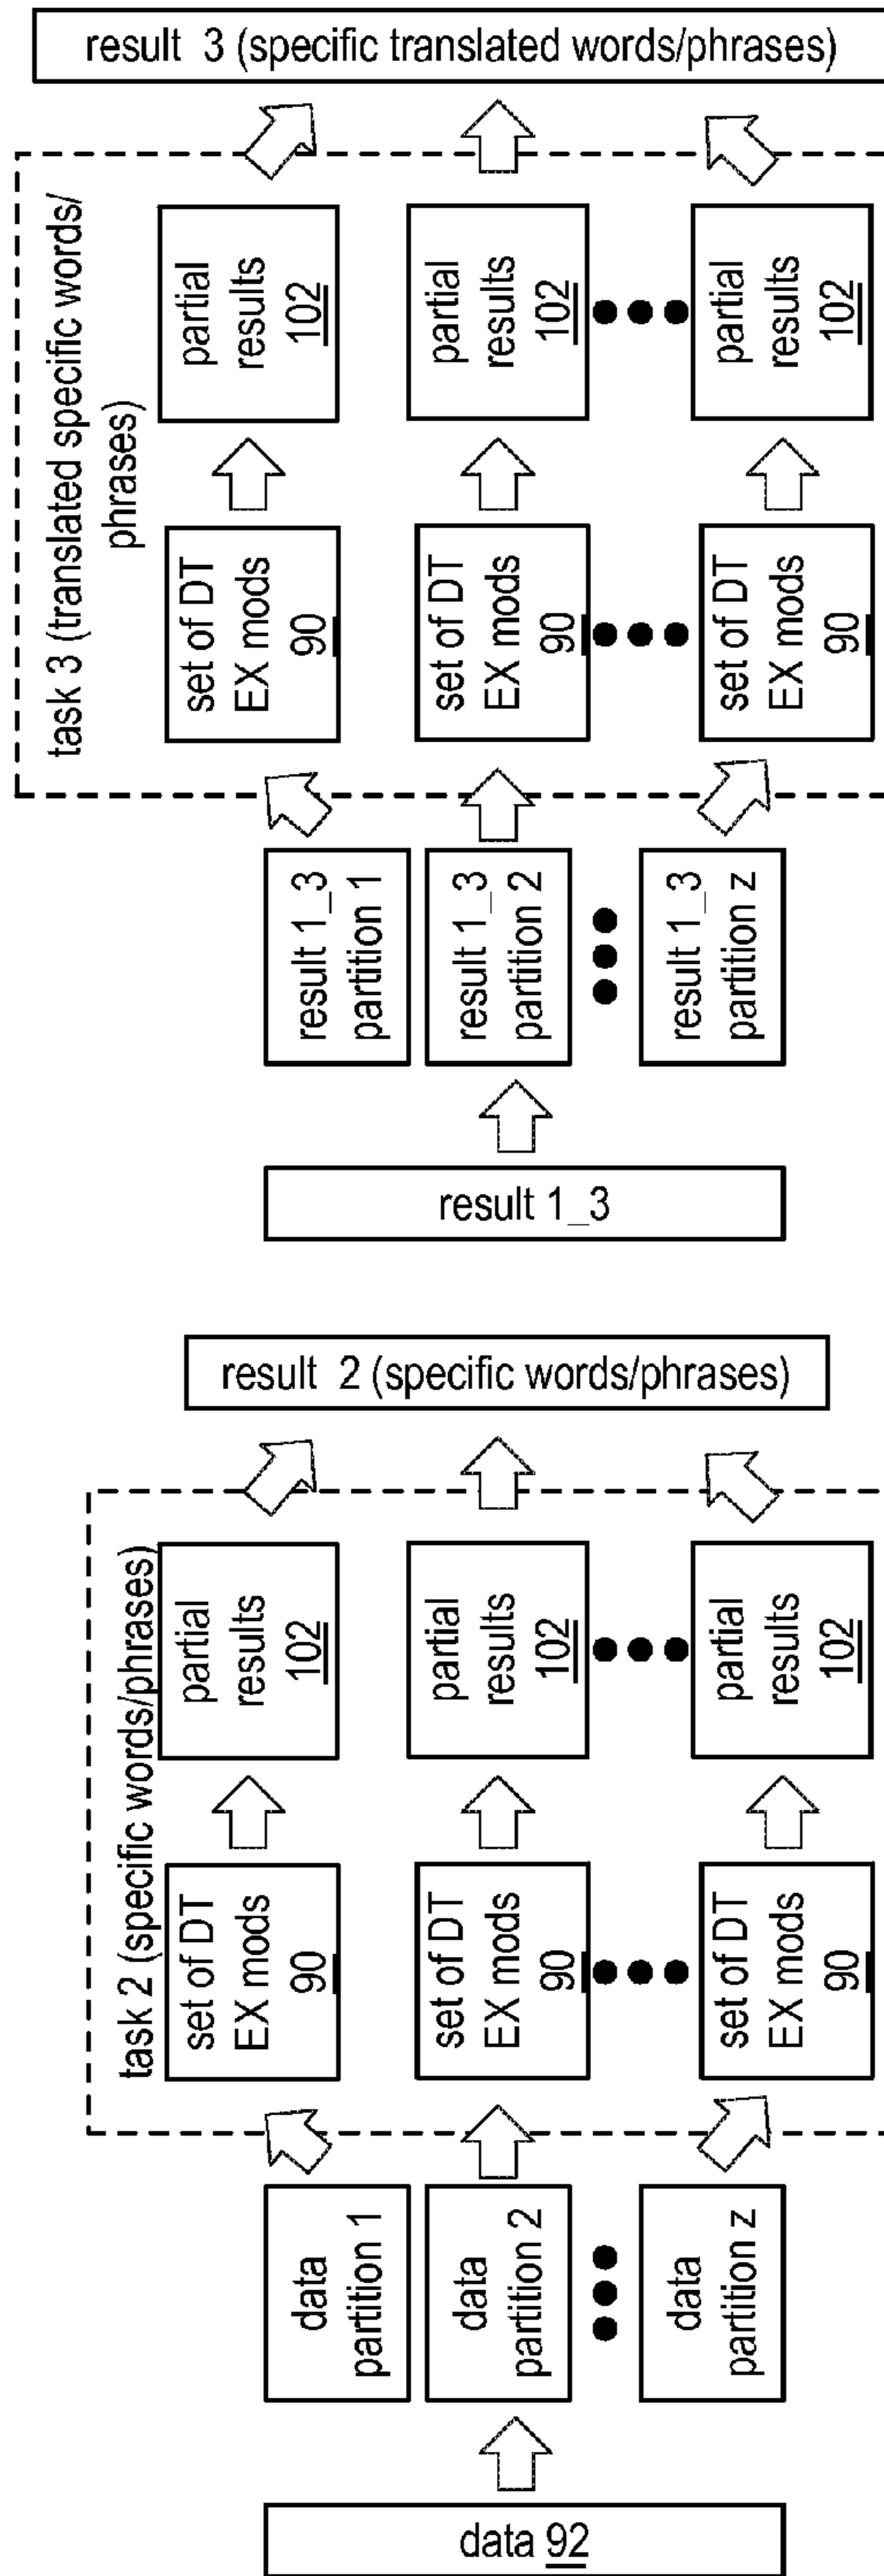 task 2 (specific words/phrases)
data 92
data
partition 1
data
partition 2
data
partition z
set of DT
EX mods
90
set of DT
EX mods
90
set of DT
EX mods
90
partial
results
102
partial
results
102
partial
results
102
result 2 (specific words/phrases)
task 3 (translated specific words/
phrases)
result 1_3
result 1_3
partition 1
result 1_3
partition 2
result 1_3
partition z
set of DT
EX mods
90
set of DT
EX mods
90
set of DT
EX mods
90
partial
results
102
partial
results
102
partial
results
102
result 3 (specific translated words/phrases)